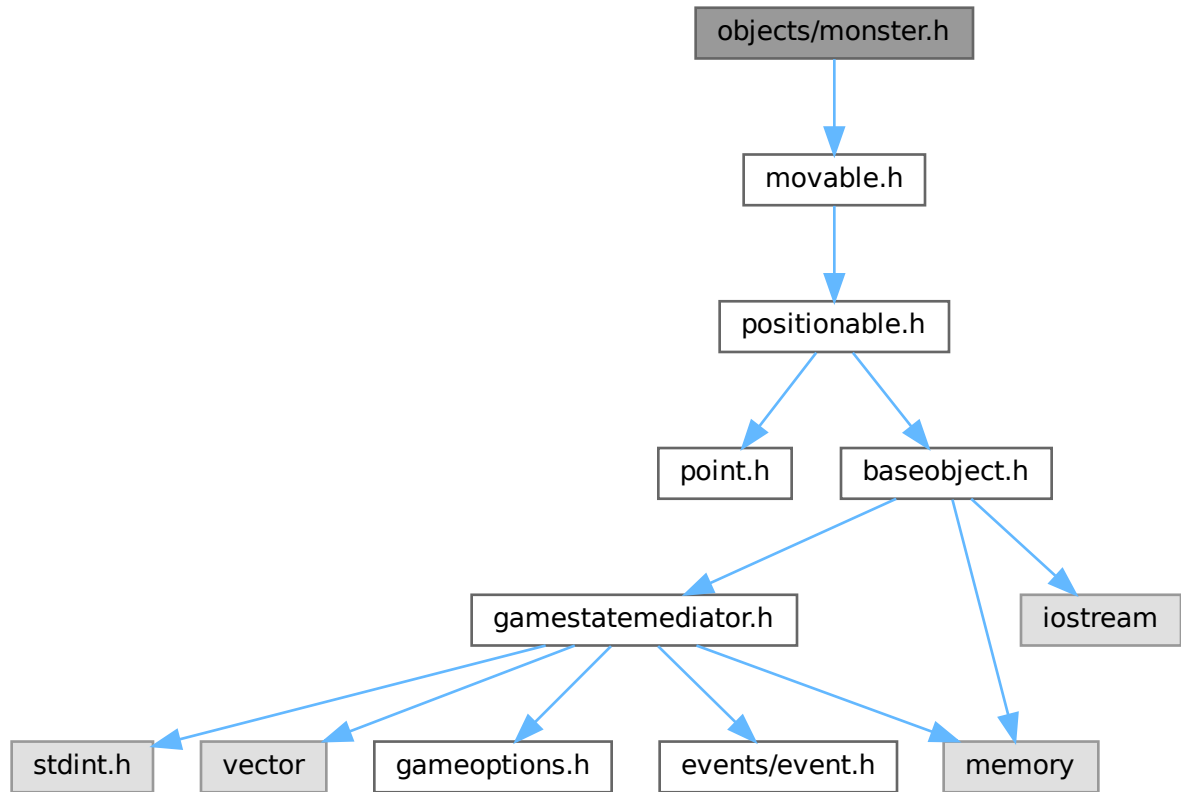 objects/monster.h
movable.h
positionable.h
point.h
baseobject.h
gamestatemediator.h
iostream
stdint.h
vector
gameoptions.h
events/event.h
memory